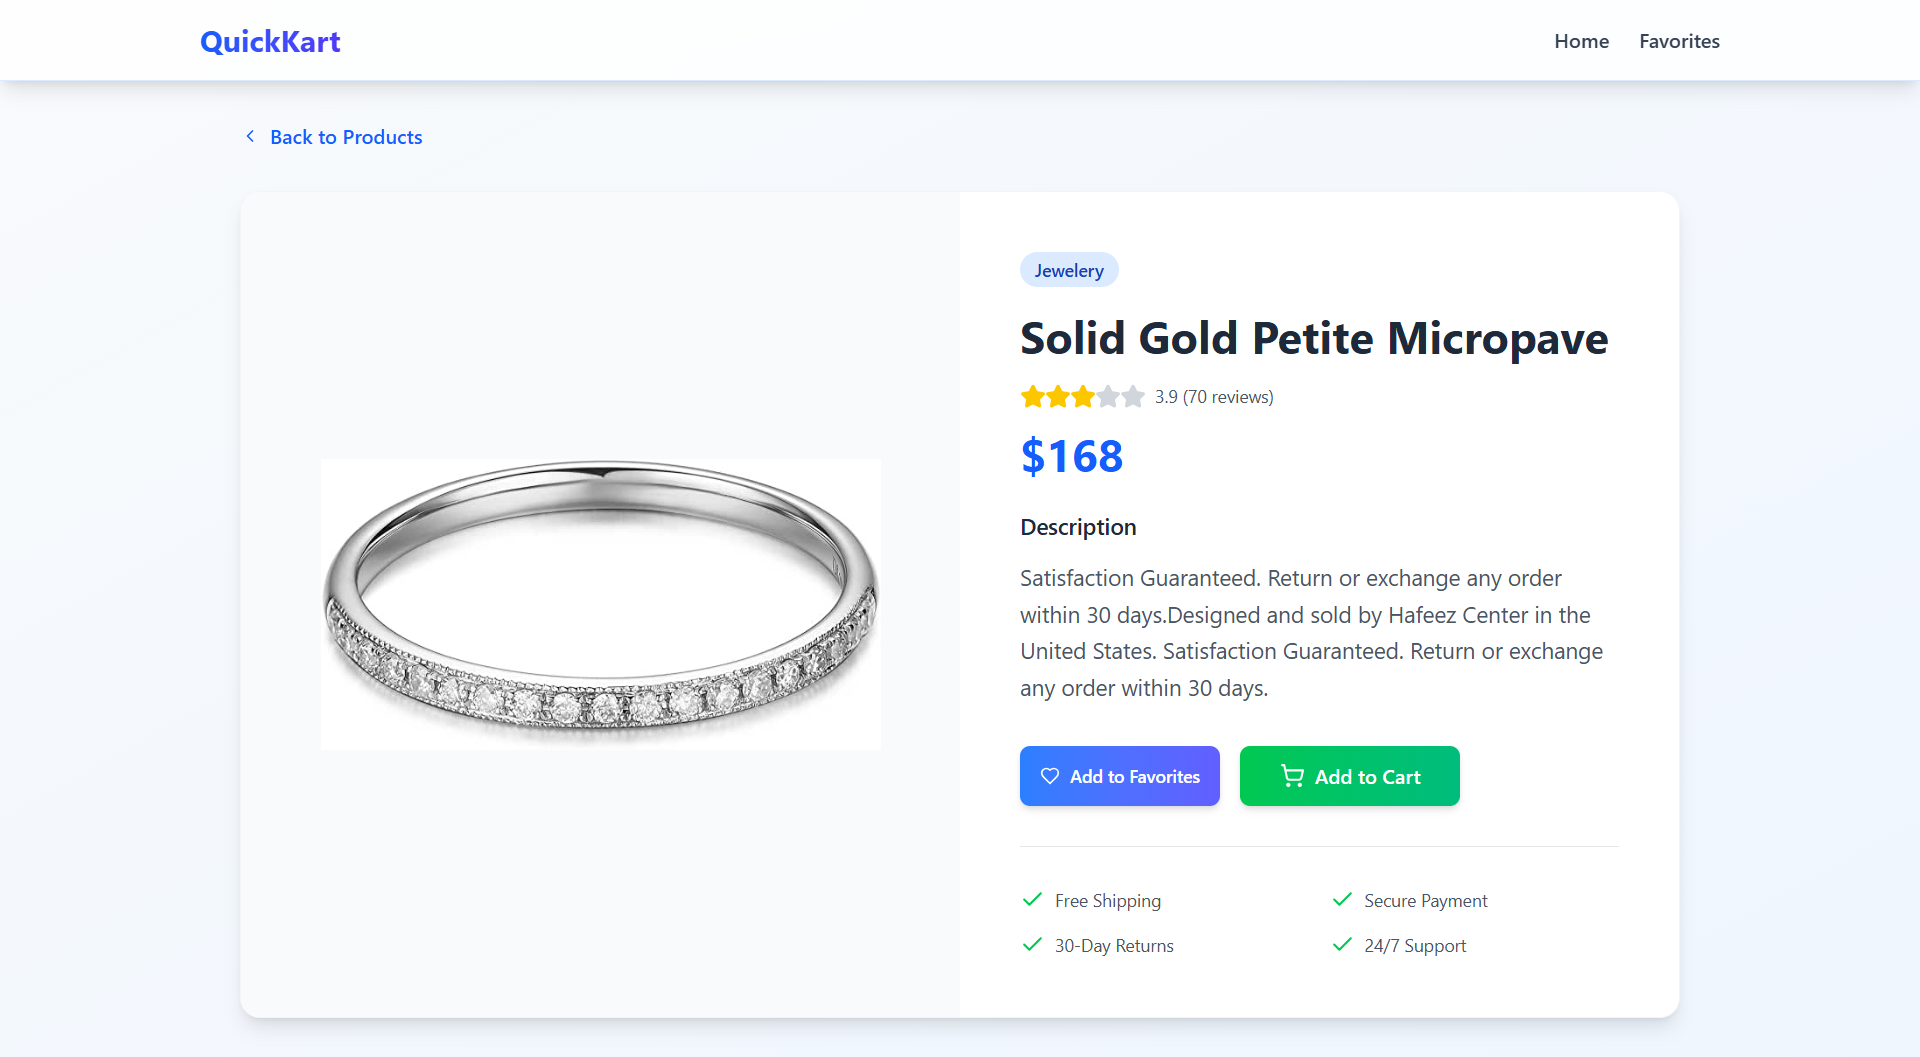 QuickKart
Home
Favorites
Back to Products
Jewelery
Solid Gold Petite Micropave
3.9 (70 reviews)
$168
Description
Satisfaction Guaranteed. Return or exchange any order
within 30 days.Designed and sold by Hafeez Center in the
United States. Satisfaction Guaranteed. Return or exchange
any order within 30 days.
Add to Favorites
Add to Cart
Free Shipping
Secure Payment
30-Day Returns
24/7 Support